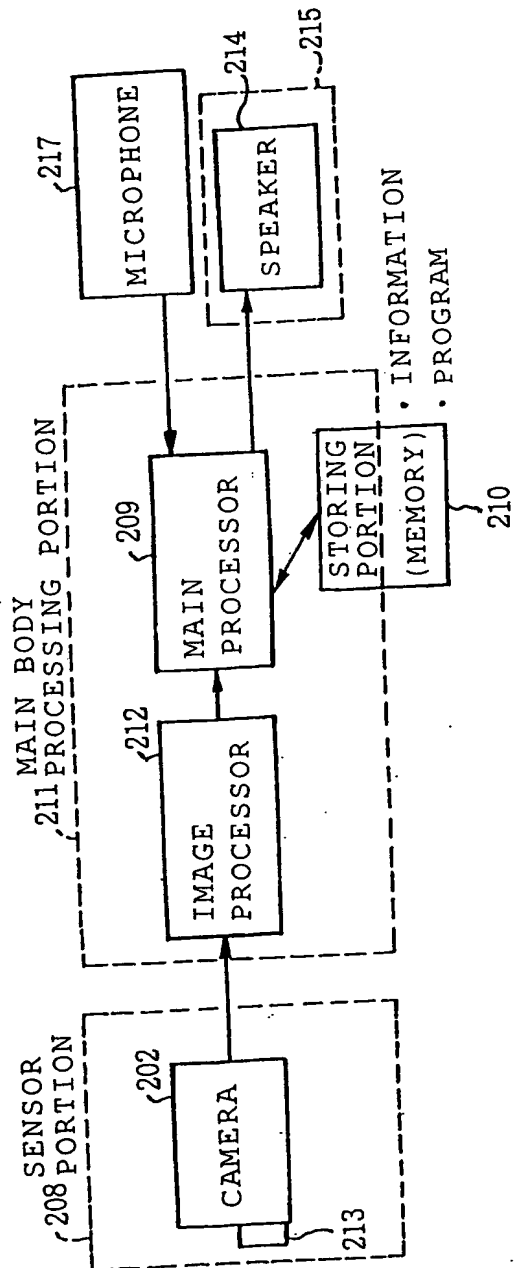 208
SENSOR
PORTION
202
CAMERA
213
211
MAIN BODY
PROCESSING PORTION
212
IMAGE
PROCESSOR
209
MAIN
PROCESSOR
STORING
PORTION
(MEMORY)
210
• INFORMATION
• PROGRAM
217
MICROPHONE
SPEAKER
214
215